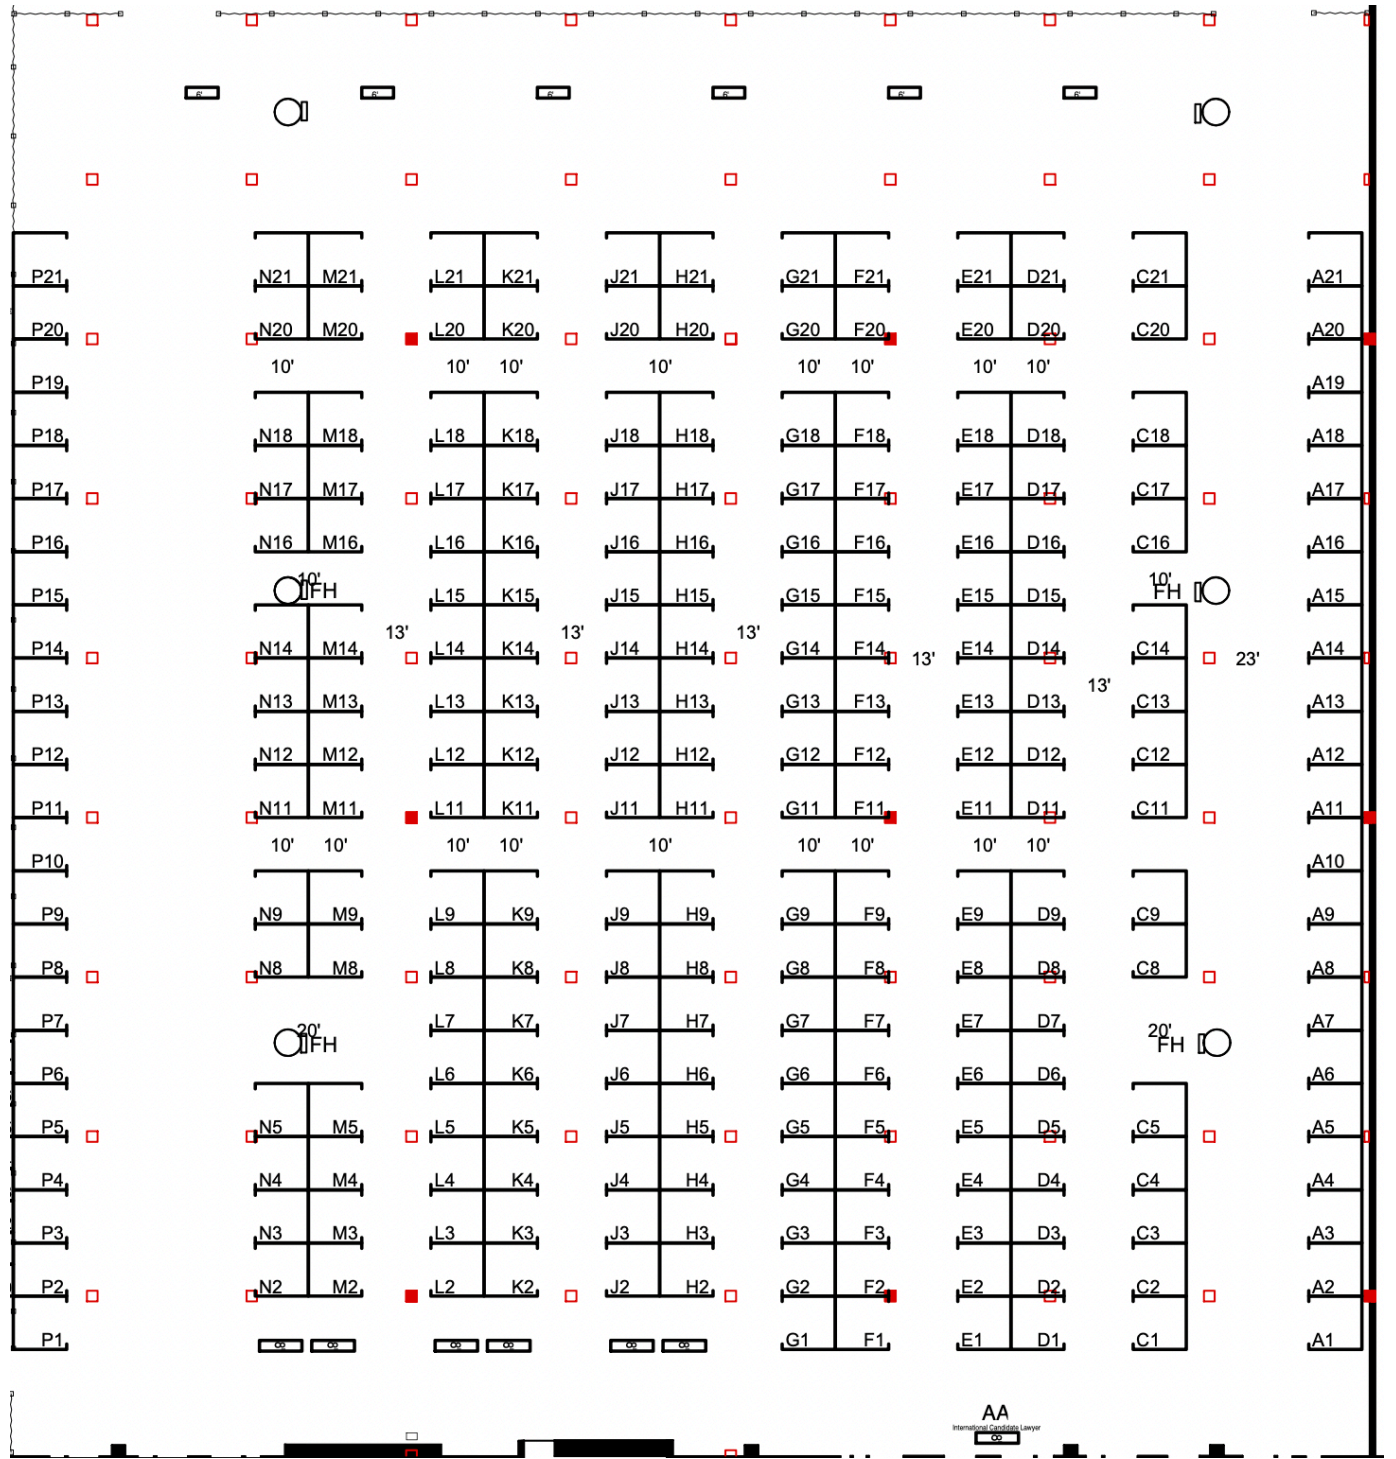 6' 6' 6' 6' 6' 6'
P21 N21 M21 L21 K21 J21 H21 G21 F21 E21 D21 C21 A21
P20 N20 M20 L20 K20 J20 H20 G20 F20 E20 D20 C20 A20
10' 10' 10' 10' 10' 10' 10' 10'
P19 A19
P18 N18 M18 L18 K18 J18 H18 G18 F18 E18 D18 C18 A18
P17 N17 M17 L17 K17 J17 H17 G17 F17 E17 D17 C17 A17
P16 N16 M16 L16 K16 J16 H16 G16 F16 E16 D16 C16 A16
10' 10'
FH FH
P15 L15 K15 J15 H15 G15 F15 E15 D15 A15
13' 13' 13'
P14 N14 M14 L14 K14 J14 H14 G14 F14 E14 D14 C14 A14
13' 23'
13'
P13 N13 M13 L13 K13 J13 H13 G13 F13 E13 D13 C13 A13
P12 N12 M12 L12 K12 J12 H12 G12 F12 E12 D12 C12 A12
P11 N11 M11 L11 K11 J11 H11 G11 F11 E11 D11 C11 A11
10' 10' 10' 10' 10' 10' 10' 10' 10'
P10 A10
P9 N9 M9 L9 K9 J9 H9 G9 F9 E9 D9 C9 A9
P8 N8 M8 L8 K8 J8 H8 G8 F8 E8 D8 C8 A8
P7 L7 K7 J7 H7 G7 F7 E7 D7 A7
20' 20'
FH FH
P6 L6 K6 J6 H6 G6 F6 E6 D6 A6
P5 N5 M5 L5 K5 J5 H5 G5 F5 E5 D5 C5 A5
P4 N4 M4 L4 K4 J4 H4 G4 F4 E4 D4 C4 A4
P3 N3 M3 L3 K3 J3 H3 G3 F3 E3 D3 C3 A3
P2 N2 M2 L2 K2 J2 H2 G2 F2 E2 D2 C2 A2
P1 G1 F1 E1 D1 C1 A1
AA
International Candidate Lawyer